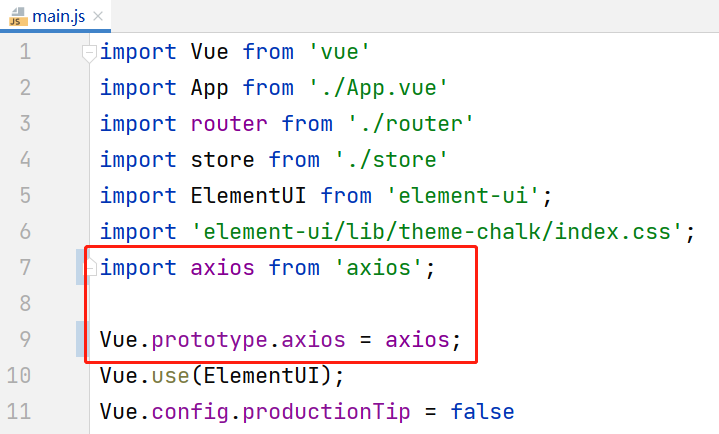 main.js
1 import Vue from 'vue'
2 import App from './App.vue'
3 import router from './router'
4 import store from './store'
5 import ElementUI from 'element-ui';
6 import 'element-ui/lib/theme-chalk/index.css';
7 import axios from 'axios';
8
9 Vue.prototype.axios = axios;
10 Vue.use(ElementUI);
11 Vue.config.productionTip = false